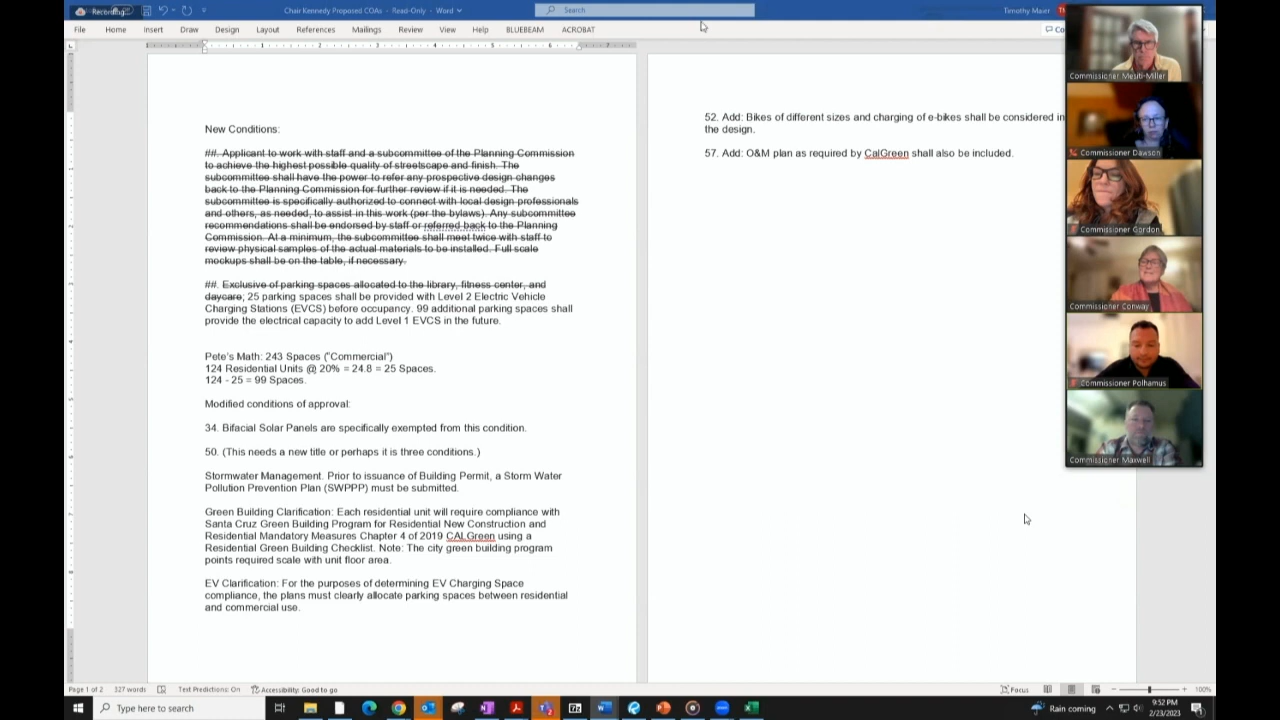 Recording...
Chair Kennedy Proposed COAs - Read-Only - Word
Search
Timothy Maier
File Home Insert Draw Design Layout References Mailings Review View Help BLUEBEAM ACROBAT
New Conditions:
##. Applicant to work with staff and a subcommittee of the Planning Commission
to achieve the highest possible quality of streetscape and finish. The
subcommittee shall have the power to refer any prospective design changes
back to the Planning Commission for further review if it is needed. The
subcommittee is specifically authorized to connect with local design professionals
and others, as needed, to assist in this work (per the bylaws). Any subcommittee
recommendations shall be endorsed by staff or referred back to the Planning
Commission. At a minimum, the subcommittee shall meet twice with staff to
review physical samples of the actual materials to be installed. Full scale
mockups shall be on the table, if necessary.
##. Exclusive of parking spaces allocated to the library, fitness center, and
daycare; 25 parking spaces shall be provided with Level 2 Electric Vehicle
Charging Stations (EVCS) before occupancy. 99 additional parking spaces shall
provide the electrical capacity to add Level 1 EVCS in the future.
Pete's Math: 243 Spaces ("Commercial")
124 Residential Units @ 20% = 24.8 = 25 Spaces.
124 - 25 = 99 Spaces.
Modified conditions of approval:
34. Bifacial Solar Panels are specifically exempted from this condition.
50. (This needs a new title or perhaps it is three conditions.)
Stormwater Management. Prior to issuance of Building Permit, a Storm Water
Pollution Prevention Plan (SWPPP) must be submitted.
Green Building Clarification: Each residential unit will require compliance with
Santa Cruz Green Building Program for Residential New Construction and
Residential Mandatory Measures Chapter 4 of 2019 CALGreen using a
Residential Green Building Checklist. Note: The city green building program
points required scale with unit floor area.
EV Clarification: For the purposes of determining EV Charging Space
compliance, the plans must clearly allocate parking spaces between residential
and commercial use.
52. Add: Bikes of different sizes and charging of e-bikes shall be considered in
the design.
57. Add: O&M plan as required by CalGreen shall also be included.
Commissioner Mesiti-Miller
Commissioner Dawson
Commissioner Gordon
Commissioner Conway
Commissioner Polhamus
Commissioner Maxwell
Page 1 of 2 327 words Text Predictions: On Accessibility: Good to go Focus 100%
Type here to search
Rain coming
9:52 PM
2/23/2023